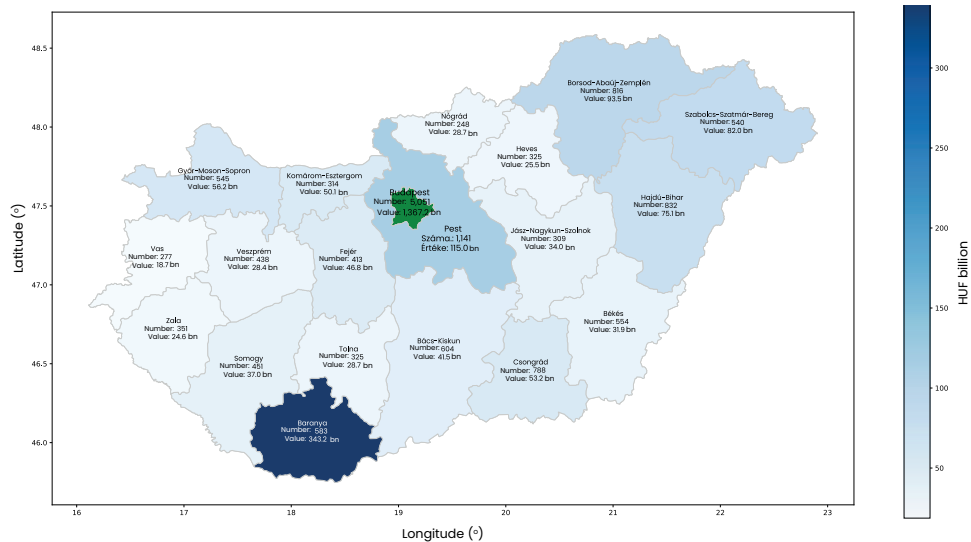 48.5
48.0
47.5
47.0
46.5
46.0
Latitude (°)
16
17
18
19
20
21
22
23
Longitude (°)
Borsod-Abaúj-Zemplén
Number: 816
Value: 93.5 bn
Szabolcs-Szatmár-Bereg
Number: 540
Value: 82.0 bn
Nógrád
Number: 248
Value: 28.7 bn
Heves
Number: 325
Value: 25.5 bn
Győr-Moson-Sopron
Number: 545
Value: 56.2 bn
Komárom-Esztergom
Number: 314
Value: 50.1 bn
Budapest
Number: 5,051
Value: 1,367.2 bn
Hajdú-Bihar
Number: 832
Value: 75.1 bn
Pest
Száma.: 1,141
Értéke: 115.0 bn
Jász-Nagykun-Szolnok
Number: 309
Value: 34.0 bn
Vas
Number: 277
Value: 18.7 bn
Veszprém
Number: 438
Value: 28.4 bn
Fejér
Number: 413
Value: 46.8 bn
Zala
Number: 351
Value: 24.6 bn
Békés
Number: 554
Value: 31.9 bn
Somogy
Number: 451
Value: 37.0 bn
Tolna
Number: 325
Value: 28.7 bn
Bács-Kiskun
Number: 604
Value: 41.5 bn
Csongrád
Number: 788
Value: 53.2 bn
Baranya
Number: 583
Value: 343.2 bn
300
250
200
150
100
50
HUF billion